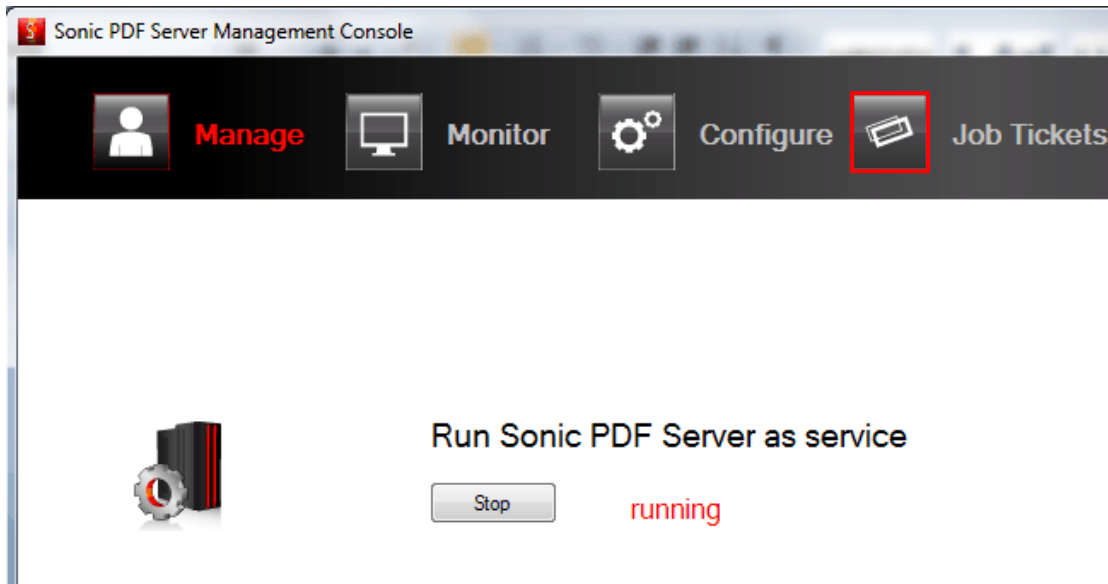 Sonic PDF Server Management Console
Manage Monitor Configure Job Tickets
Run Sonic PDF Server as service
Stop running